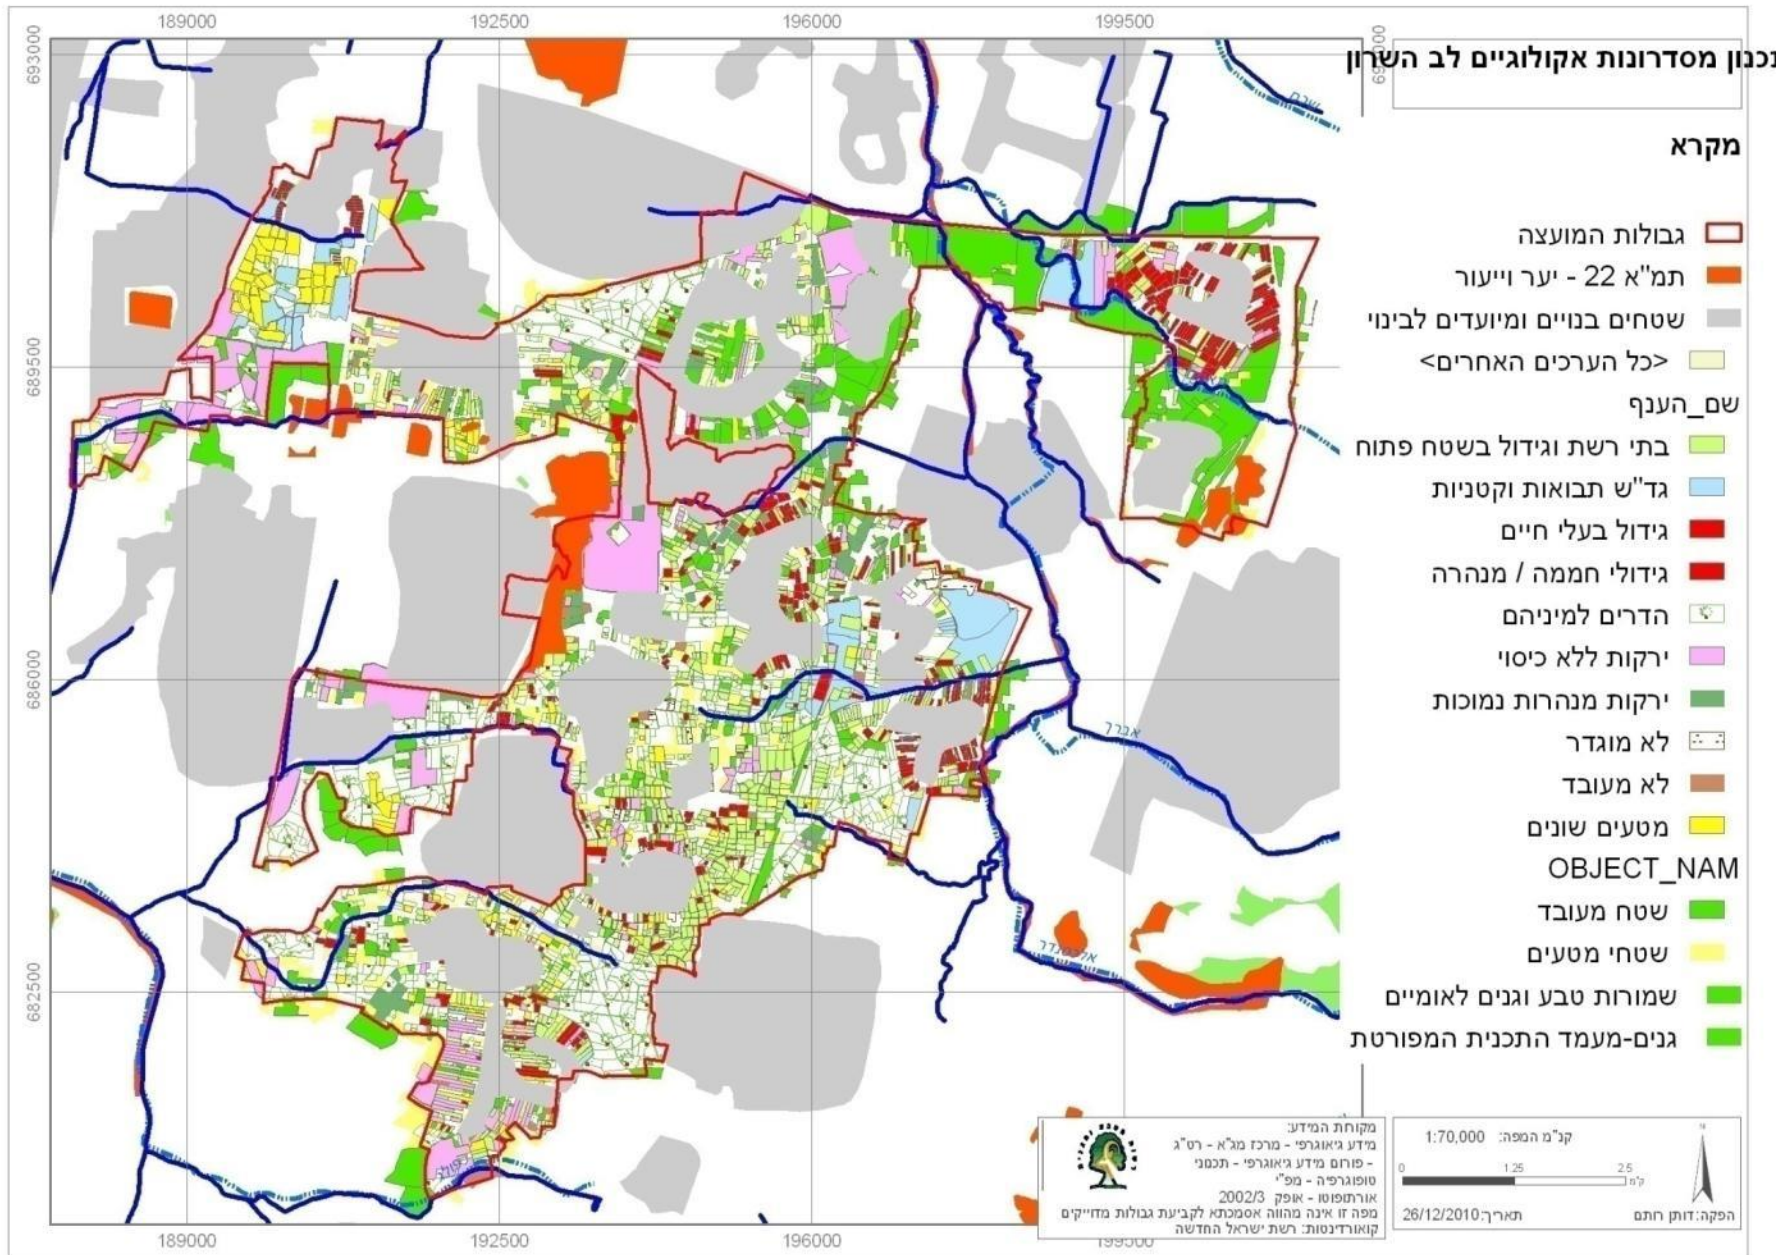 189000 192500 196000 199500
693000
689500
686000
682500
תכנון מסדרונות אקולוגיים לב השרון
מקרא
גבולות המועצה
תמ"א 22 - יער וייעור
שטחים בנויים ומיועדים לבינוי
<כל הערכים האחרים>
שם_הענף
בתי רשת וגידול בשטח פתוח
גד"ש תבואות וקטניות
גידול בעלי חיים
גידולי חממה / מנהרה
הדרים למיניהם
ירקות ללא כיסוי
ירקות מנהרות נמוכות
לא מוגדר
לא מעובד
מטעים שונים
OBJECT_NAM
שטח מעובד
שטחי מטעים
שמורות טבע וגנים לאומיים
גנים-מעמד התכנית המפורטת
אברך
אלכסנדר
מקורות המידע:
מידע גיאוגרפי - מרכז מג"א - רט"ג
- פורום מידע גיאוגרפי - תכנוני
טופוגרפיה - מפ"י
אורתופוטו - אופק 2002/3
מפה זו אינה מהווה אסמכתא לקביעת גבולות מדוייקים
קואורדינטות: רשת ישראל החדשה
קנ"מ המפה: 1:70,000
0 1.25 2.5
ק"מ
הפקה: דותן רותם
תאריך: 26/12/2010
189000 192500 196000 199500